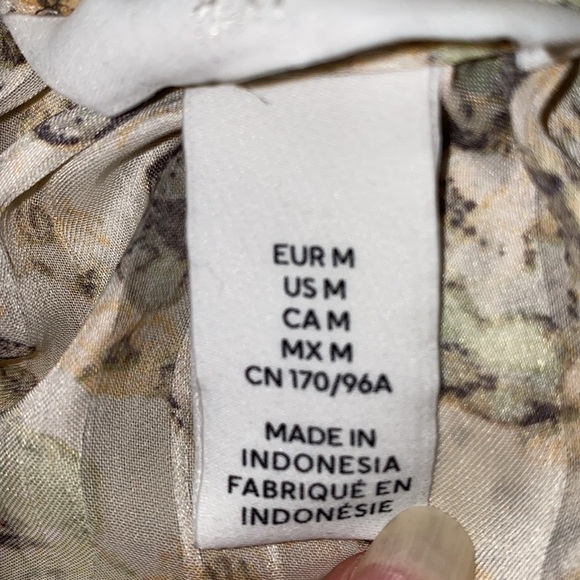 EUR M
US M
CA M
MX M
CN 170/96A
MADE IN
INDONESIA
FABRIQUÉ EN
INDONÉSIE